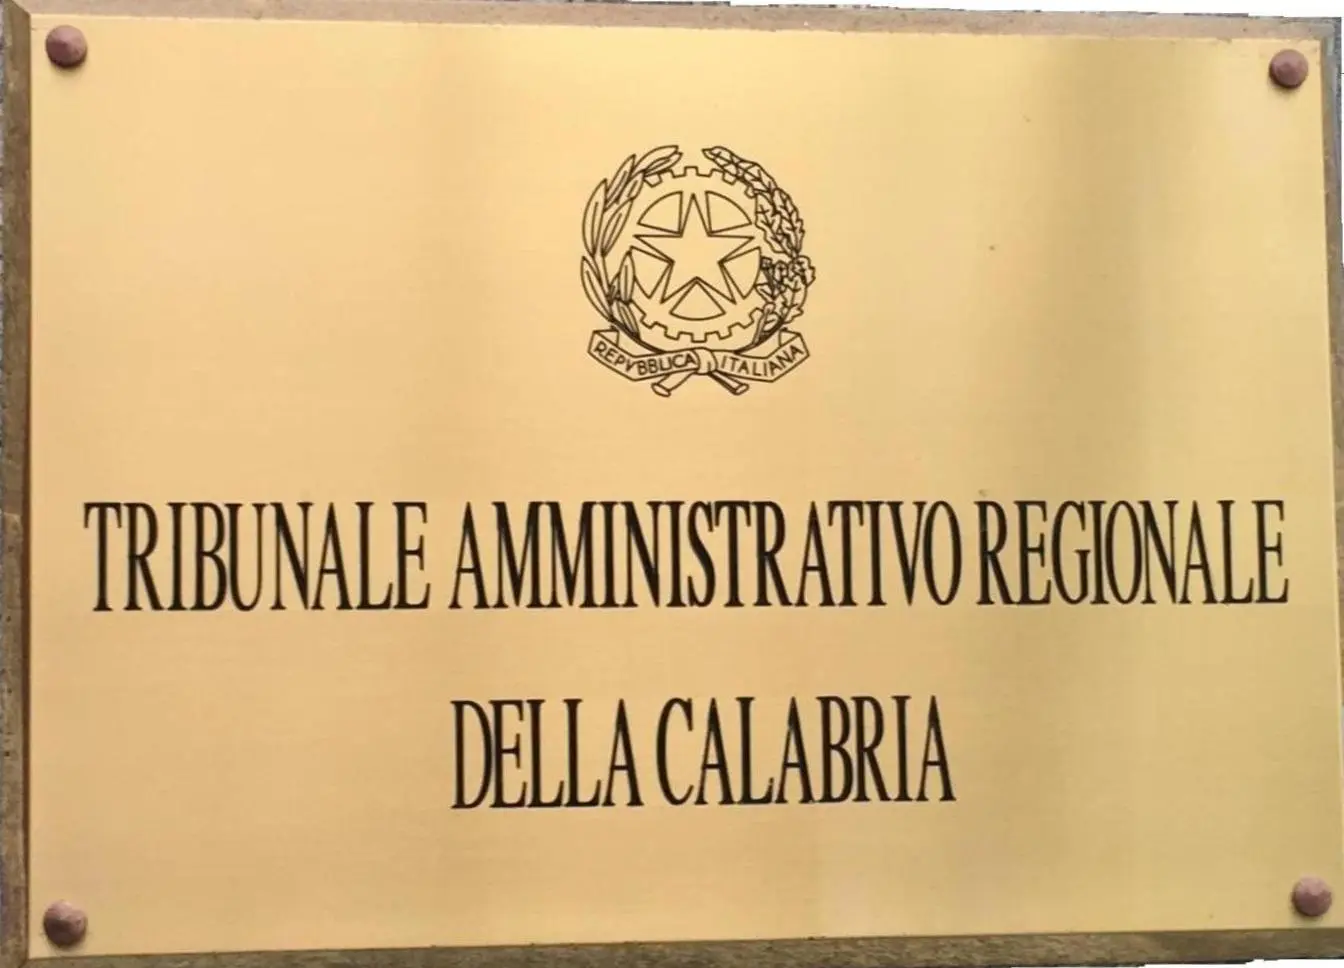 REPVBBLICA ITALIANA
TRIBUNALE AMMINISTRATIVO REGIONALE
DELLA CALABRIA